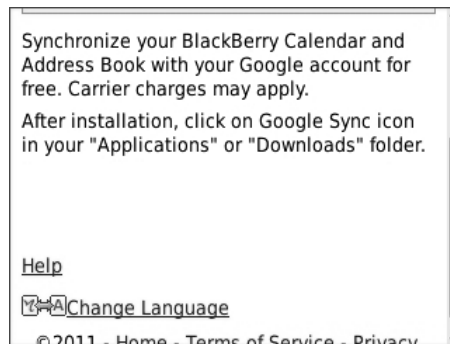 Synchronize your BlackBerry Calendar and
Address Book with your Google account for
free. Carrier charges may apply.
After installation, click on Google Sync icon
in your "Applications" or "Downloads" folder.
Help
Change Language
©2011 - Home - Terms of Service - Privacy